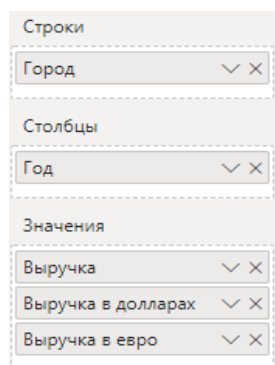 Строки
Город
Столбцы
Год
Значения
Выручка
Выручка в долларах
Выручка в евро